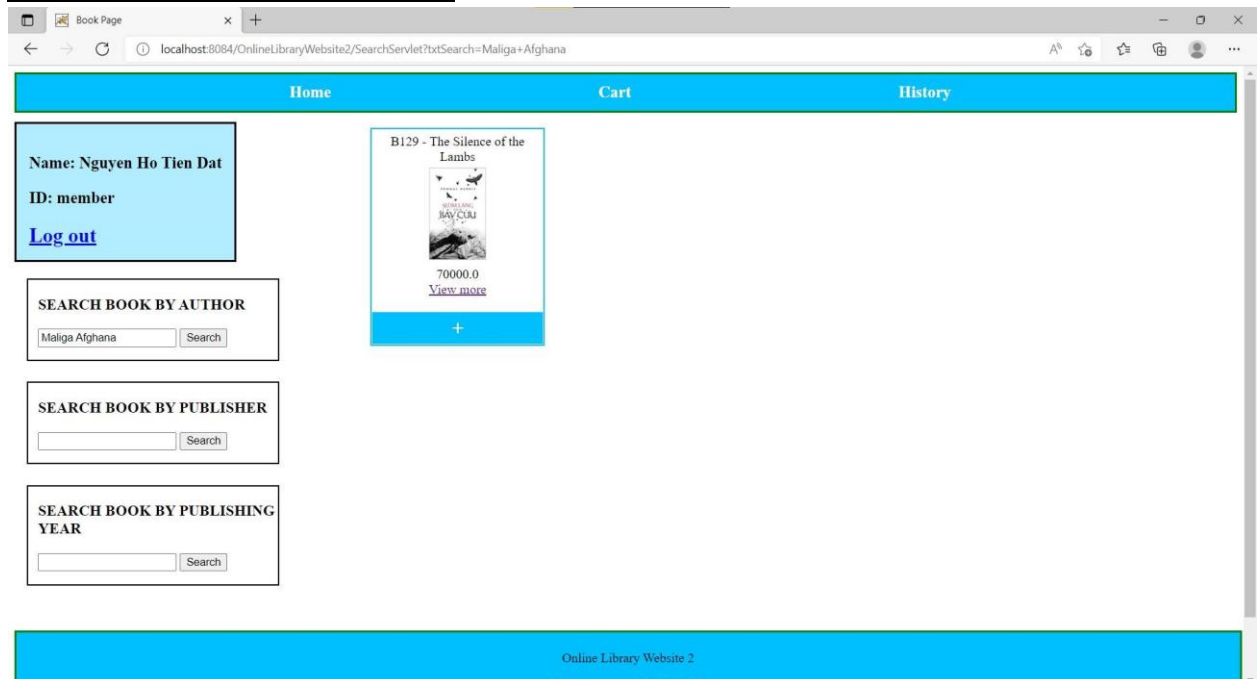 Book Page
localhost:8084/OnlineLibraryWebsite2/SearchServlet?txtSearch=Maliga+Afghana
Home Cart History
Name: Nguyen Ho Tien Dat
ID: member
Log out
SEARCH BOOK BY AUTHOR
Maliga Afghana Search
SEARCH BOOK BY PUBLISHER
Search
SEARCH BOOK BY PUBLISHING
YEAR
Search
B129 - The Silence of the
Lambs
BẦY CỪU
70000.0
View more
+
Online Library Website 2